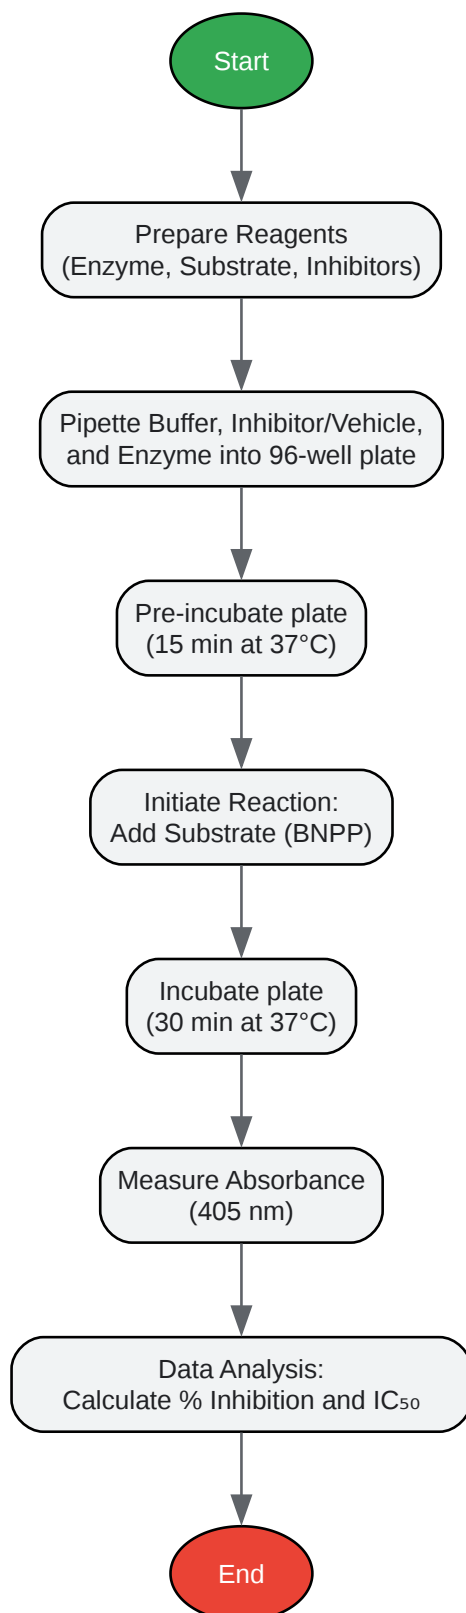 Start
Prepare Reagents
(Enzyme, Substrate, Inhibitors)
Pipette Buffer, Inhibitor/Vehicle,
and Enzyme into 96-well plate
Pre-incubate plate
(15 min at 37°C)
Initiate Reaction:
Add Substrate (BNPP)
Incubate plate
(30 min at 37°C)
Measure Absorbance
(405 nm)
Data Analysis:
Calculate % Inhibition and IC₅₀
End